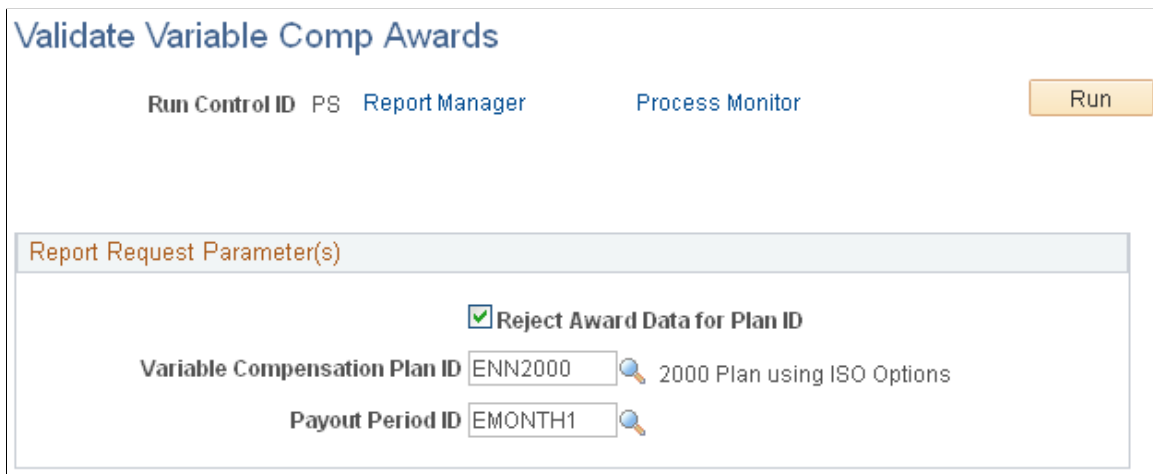 Validate Variable Comp Awards
Run Control ID PS Report Manager Process Monitor Run
Report Request Parameter(s)
Reject Award Data for Plan ID
Variable Compensation Plan ID ENN2000 2000 Plan using ISO Options
Payout Period ID EMONTH1